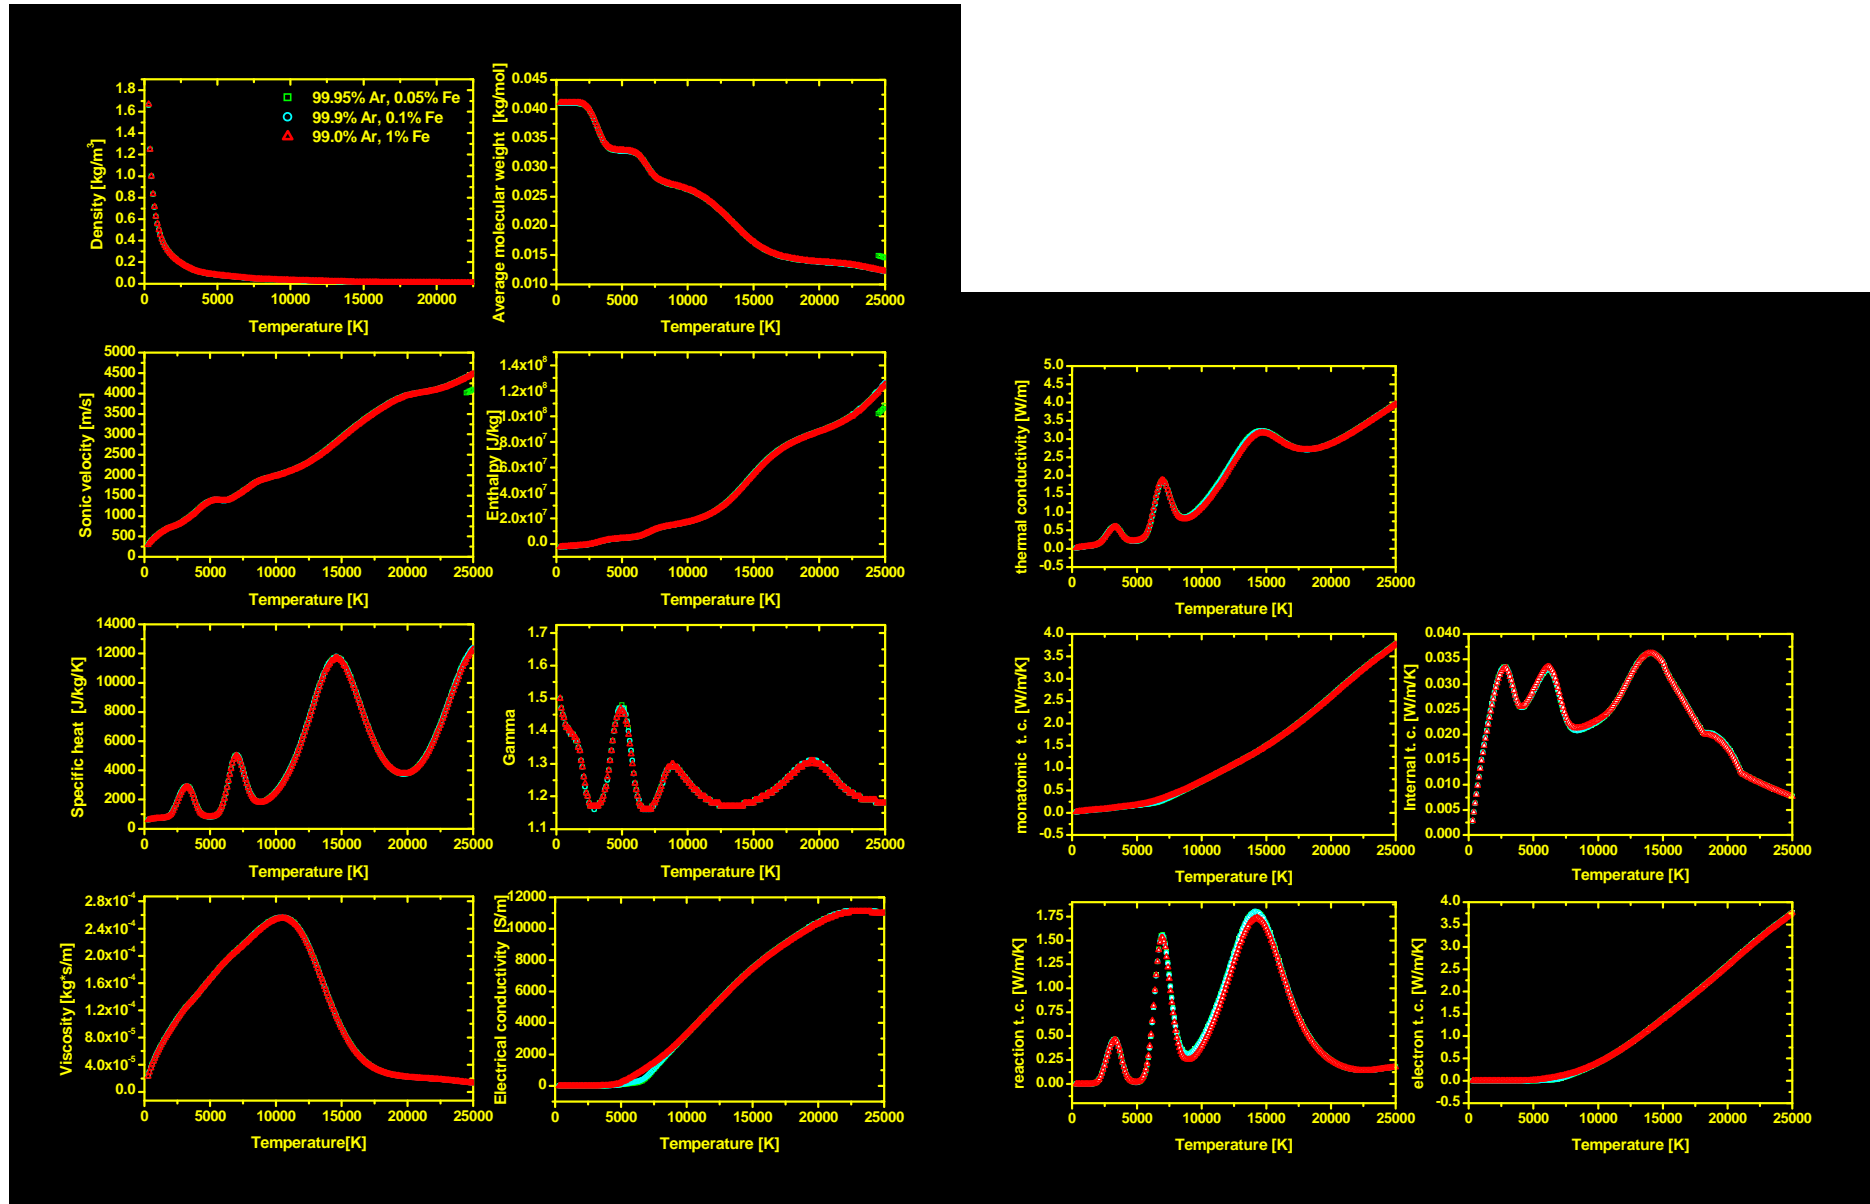 1.8
1.6
1.4
1.2
1.0
0.8
0.6
0.4
0.2
0.0
Density [kg/m³]
99.95% Ar, 0.05% Fe
99.9% Ar, 0.1% Fe
99.0% Ar, 1% Fe
0 5000 10000 15000 20000
Temperature [K]
0.045
0.040
0.035
0.030
0.025
0.020
0.015
0.010
Average molecular weight [kg/mol]
0 5000 10000 15000 20000 25000
Temperature [K]
5000
4500
4000
3500
3000
2500
2000
1500
1000
500
0
Sonic velocity [m/s]
0 5000 10000 15000 20000 25000
Temperature [K]
1.4x10⁸
1.2x10⁸
1.0x10⁸
8.0x10⁷
6.0x10⁷
4.0x10⁷
2.0x10⁷
0.0
Enthalpy [J/kg]
0 5000 10000 15000 20000 25000
Temperature [K]
14000
12000
10000
8000
6000
4000
2000
0
Specific heat [J/kg/K]
0 5000 10000 15000 20000 25000
Temperature [K]
1.7
1.6
1.5
1.4
1.3
1.2
1.1
Gamma
0 5000 10000 15000 20000 25000
Temperature [K]
2.8x10⁻⁴
2.4x10⁻⁴
2.0x10⁻⁴
1.6x10⁻⁴
1.2x10⁻⁴
8.0x10⁻⁵
4.0x10⁻⁵
0.0
Viscosity [kg*s/m]
0 5000 10000 15000 20000 25000
Temperature[K]
12000
10000
8000
6000
4000
2000
0
Electrical conductivity [S/m]
0 5000 10000 15000 20000 25000
Temperature [K]
5.0
4.5
4.0
3.5
3.0
2.5
2.0
1.5
1.0
0.5
0.0
-0.5
thermal conductivity [W/m]
0 5000 10000 15000 20000 25000
Temperature [K]
4.0
3.5
3.0
2.5
2.0
1.5
1.0
0.5
0.0
-0.5
monatomic t. c. [W/m/K]
0 5000 10000 15000 20000 25000
Temperature [K]
0.040
0.035
0.030
0.025
0.020
0.015
0.010
0.005
0.000
Internal t. c. [W/m/K]
0 5000 10000 15000 20000 25000
Temperature [K]
1.75
1.50
1.25
1.00
0.75
0.50
0.25
0.00
reaction t. c. [W/m/K]
0 5000 10000 15000 20000 25000
Temperature [K]
4.0
3.5
3.0
2.5
2.0
1.5
1.0
0.5
0.0
-0.5
electron t. c. [W/m/K]
0 5000 10000 15000 20000 25000
Temperature [K]